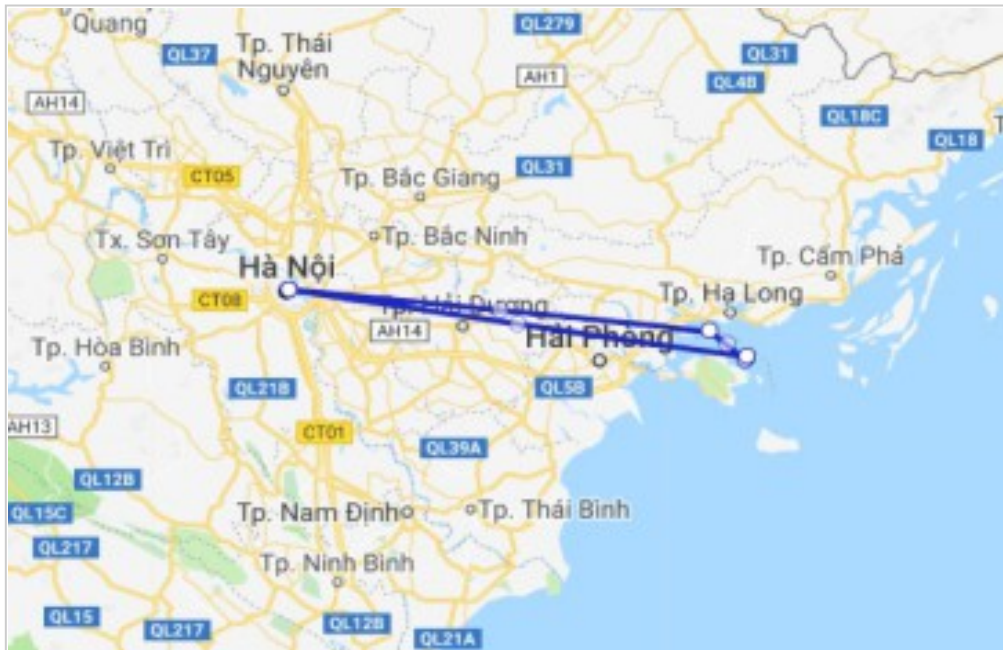 Quang
QL37
Tp. Thái
Nguyên
QL279
AH1
QL31
QL4B
QL18C
QL18
AH14
Tp. Việt Trì
CT05
Tp. Bắc Giang
QL31
Tx. Sơn Tây
Tp. Bắc Ninh
Hà Nội
CT08
Tp. Cẩm Phả
Tp. Hạ Long
Tp. Hải Dương
AH14
Hải Phòng
Tp. Hòa Bình
QL21B
QL5B
AH13
CT01
QL39A
QL12B
QL15C
Tp. Nam Định
Tp. Thái Bình
QL217
Tp. Ninh Bình
QL15
QL217
QL12B
QL21A